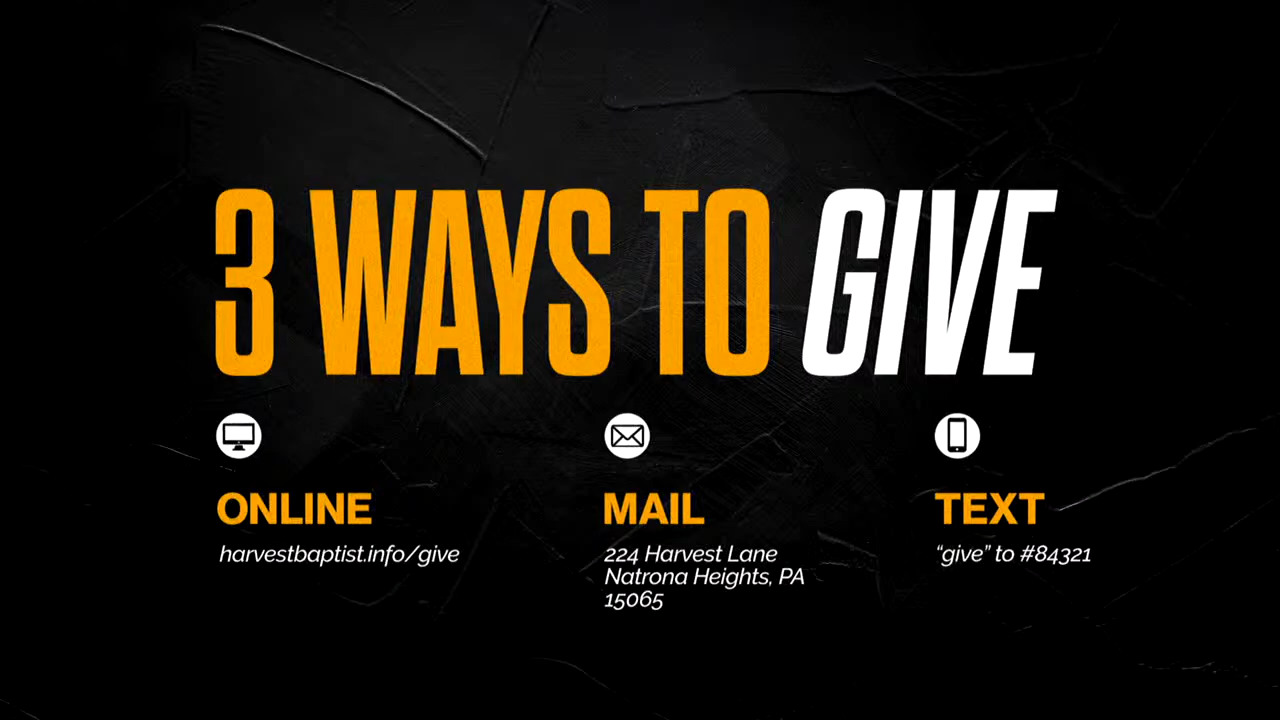 3 WAYS TO GIVE
ONLINE
harvestbaptist.info/give
MAIL
224 Harvest Lane
Natrona Heights, PA
15065
TEXT
“give” to #84321